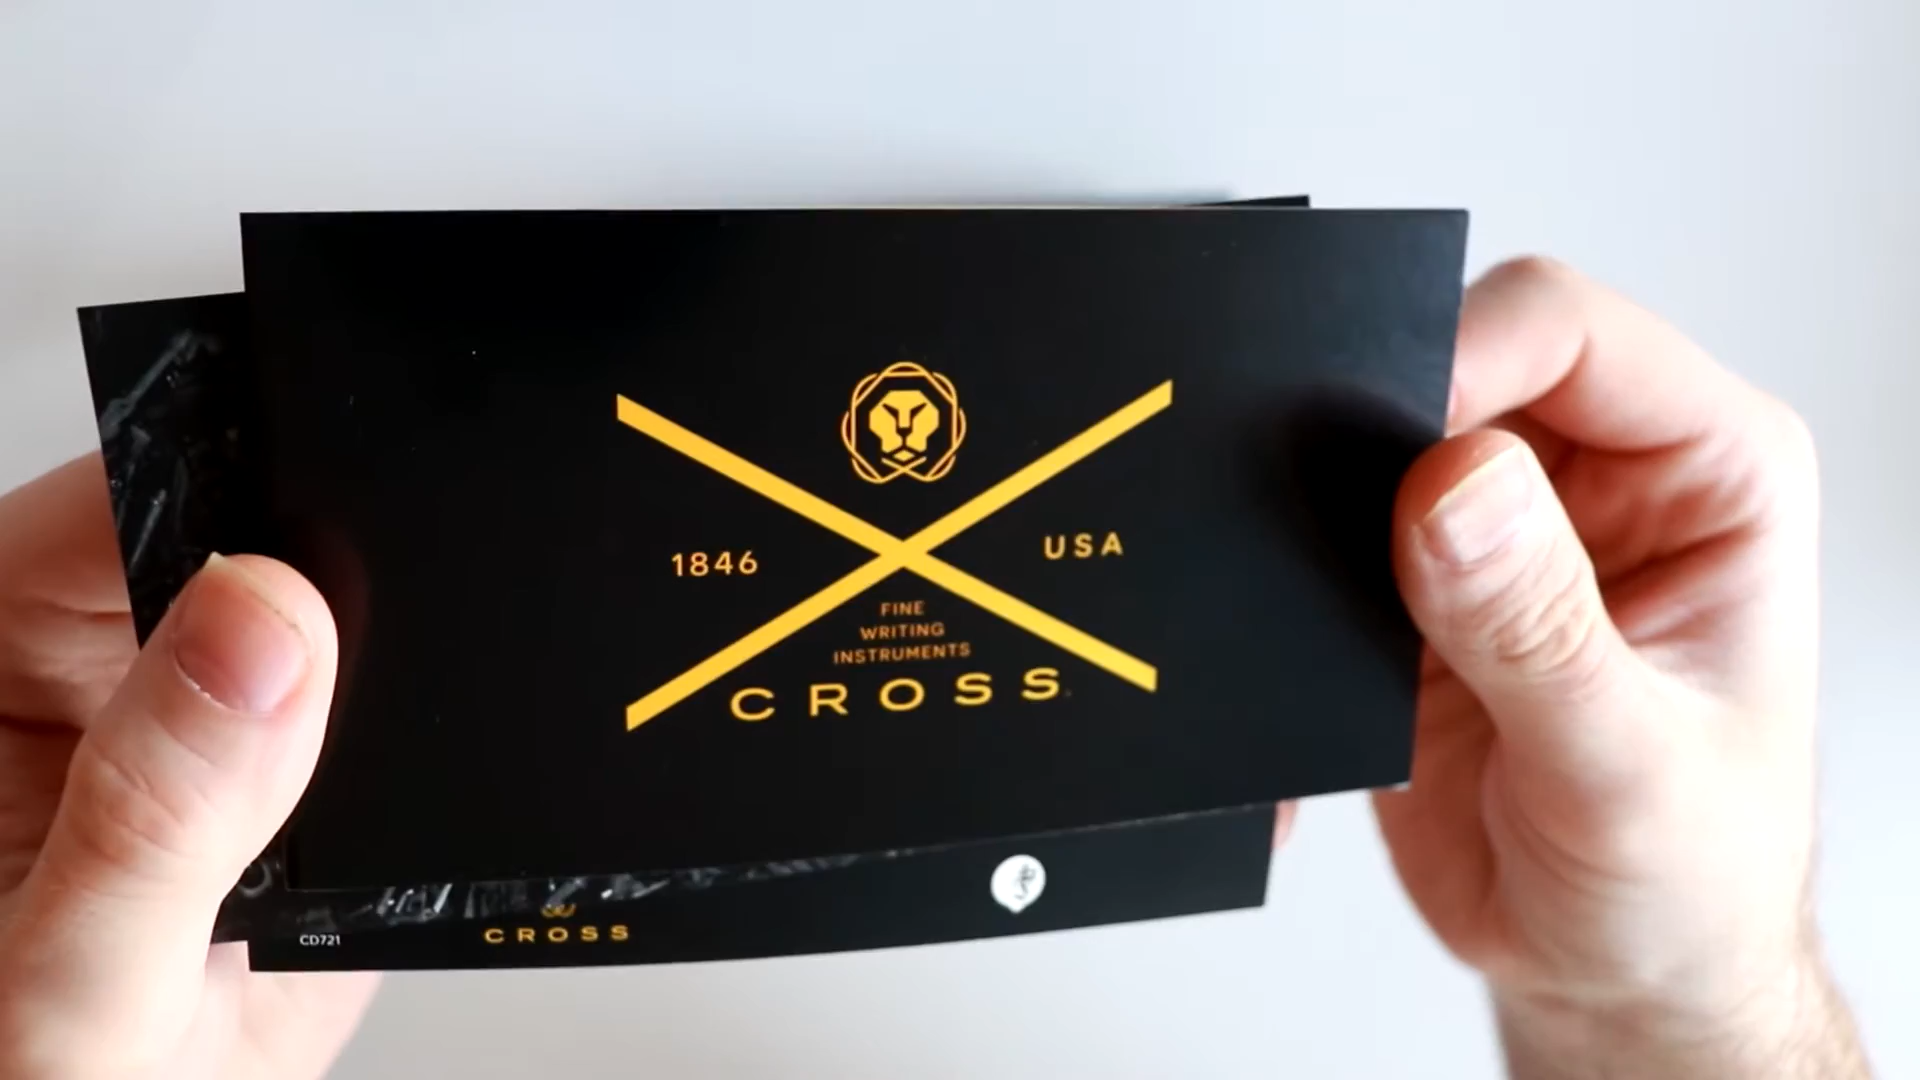 1846
USA
FINE
WRITING
INSTRUMENTS
CROSS
CD721
CROSS